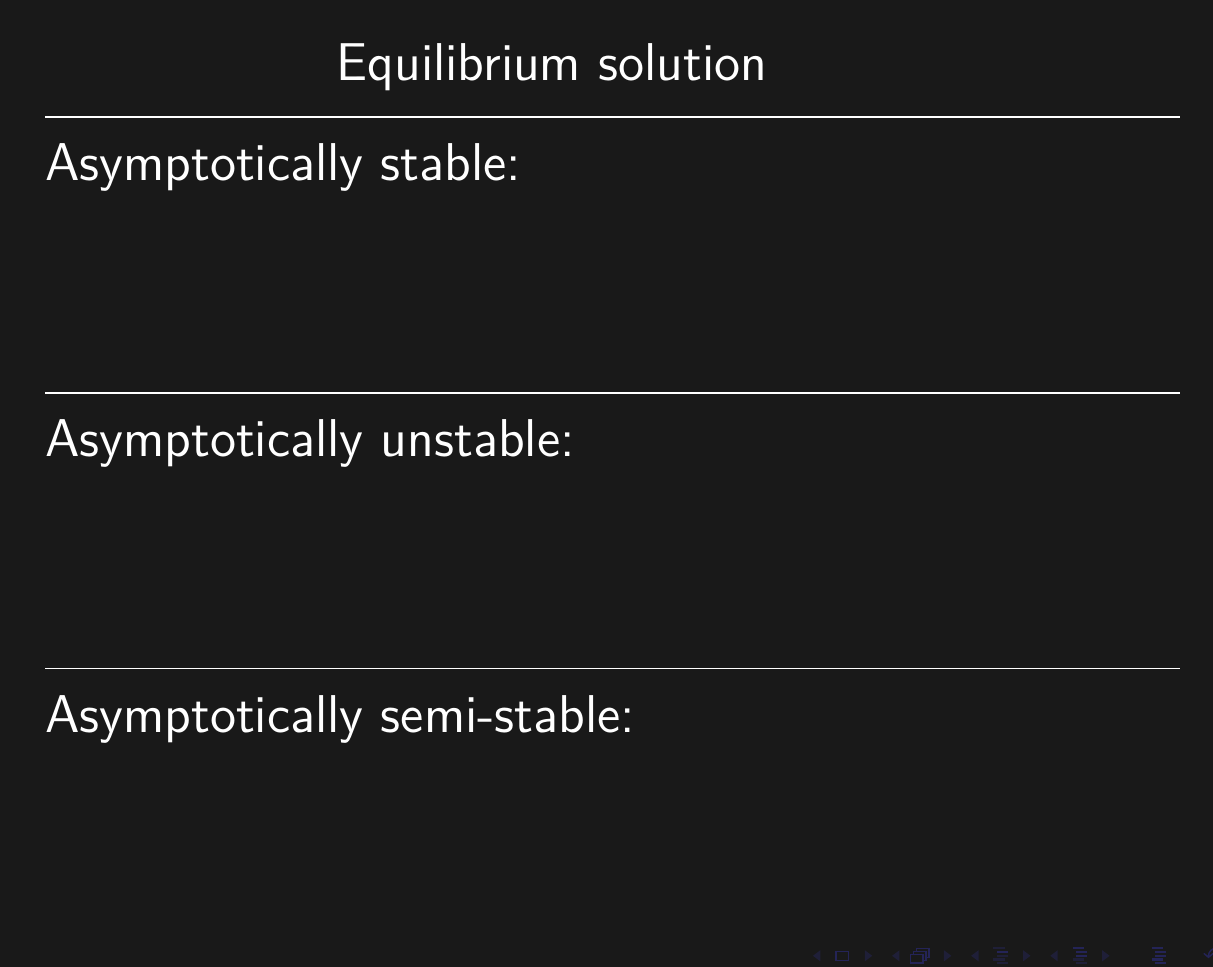 Equilibrium solution
Asymptotically stable:
Asymptotically unstable:
Asymptotically semi-stable: